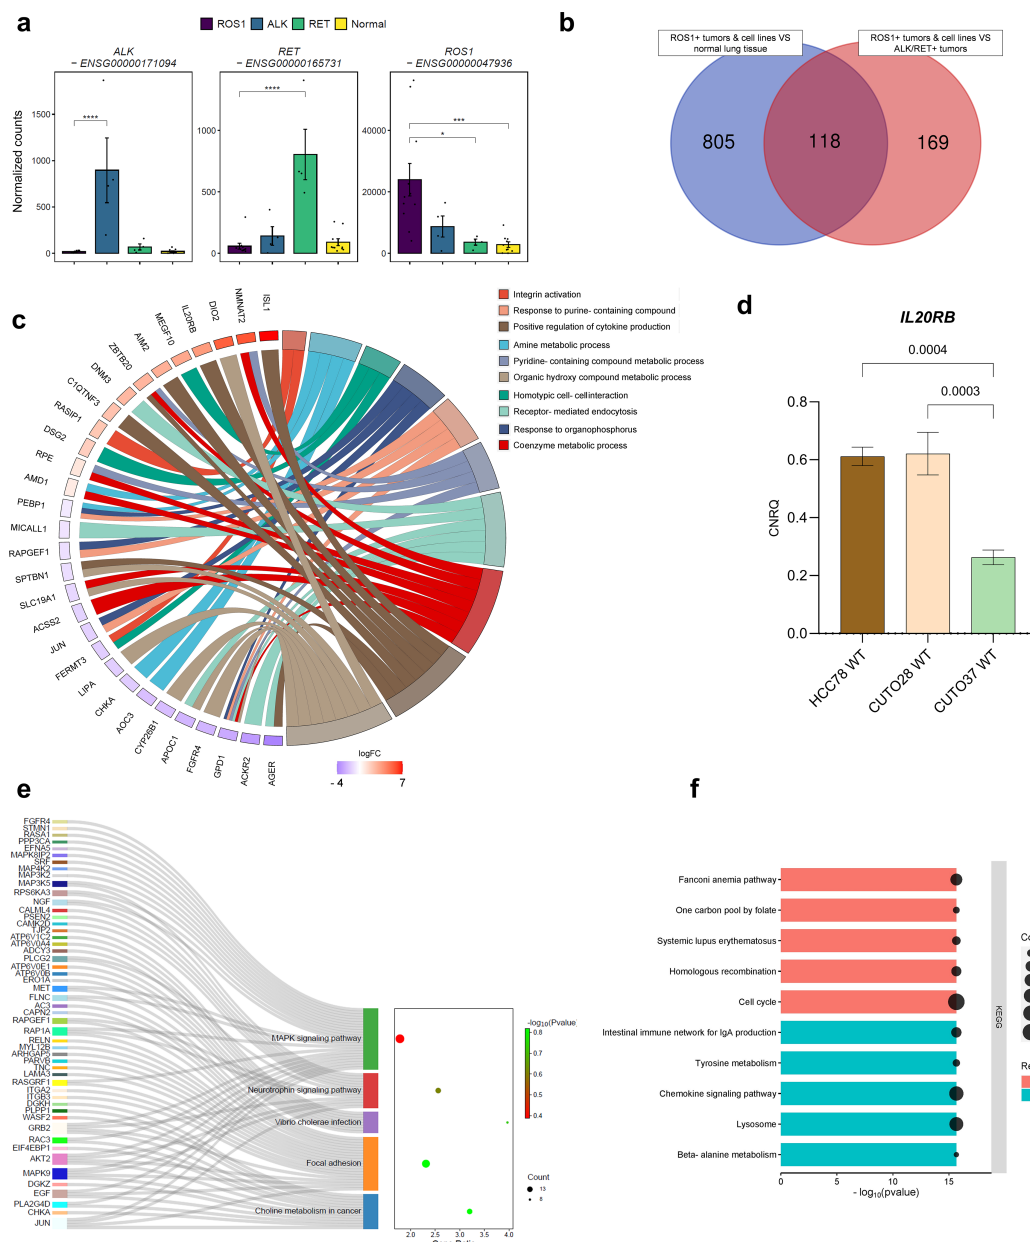 a
ROS1 ALK RET Normal
ALK
– ENSG00000171094
RET
– ENSG00000165731
ROS1
– ENSG00000047936
Normalized counts
1500
1000
500
0
****
1000
500
0
****
40000
20000
0
***
*
b
ROS1+ tumors & cell lines VS
normal lung tissue
ROS1+ tumors & cell lines VS
ALK/RET+ tumors
805
118
169
c
ISL1
NMNAT2
DIO2
IL20RB
MEGF10
AIM2
ZBTB20
DNM3
C1QTNF3
RASIP1
DSG2
RPE
AMD1
PEBP1
MICALL1
RAPGEF1
SPTBN1
SLC19A1
ACSS2
JUN
FERMT3
LIPA
CHKA
AOC3
CYP26B1
APOC1
FGFR4
GPD1
ACKR2
AGER
Integrin activation
Response to purine- containing compound
Positive regulation of cytokine production
Amine metabolic process
Pyridine- containing compound metabolic process
Organic hydroxy compound metabolic process
Homotypic cell- cellinteraction
Receptor- mediated endocytosis
Response to organophosphorus
Coenzyme metabolic process
logFC
- 4
7
d
IL20RB
0.0004
0.0003
CNRQ
0.8
0.6
0.4
0.2
0.0
HCC78 WT
CUTO28 WT
CUTO37 WT
e
FGFR4
STMN1
RASA1
PPP3CA
EFNA5
MAPK8IP2
SRF
MAP4K2
MAP3K2
MAP3K5
RPS6KA3
NGF
CALML4
PSEN2
CAMK2D
TJP2
ATP6V1C2
ATP6V0A4
ADCY3
PLCG2
ATP6V0E1
ATP6V0B
ERO1A
MET
FLNC
AC3
CAPN2
RAPGEF1
RAP1A
RELN
MYL12B
ARHGAP5
PARVB
TNC
LAMA3
RASGRF1
ITGA2
ITGB3
DGKH
PLPP1
WASF2
GRB2
RAC3
EIF4EBP1
AKT2
MAPK9
DGKZ
EGF
PLA2G4D
CHKA
JUN
MAPK signaling pathway
Neurotrophin signaling pathway
Vibrio cholerae infection
Focal adhesion
Choline metabolism in cancer
2.0 2.5 3.0 3.5 4.0
-log10(Pvalue)
0.8
0.7
0.6
0.5
0.4
Count
13
8
f
Fanconi anemia pathway
One carbon pool by folate
Systemic lupus erythematosus
Homologous recombination
Cell cycle
Intestinal immune network for IgA production
Tyrosine metabolism
Chemokine signaling pathway
Lysosome
Beta- alanine metabolism
0 5 10 15
- log10(pvalue)
KEGG
Co
Re